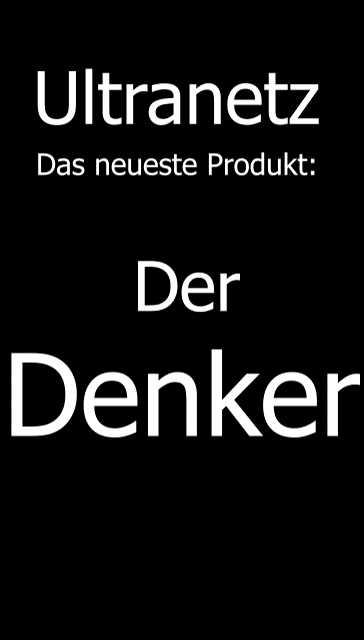 Ultranetz
Das neueste Produkt:
Der
Denker